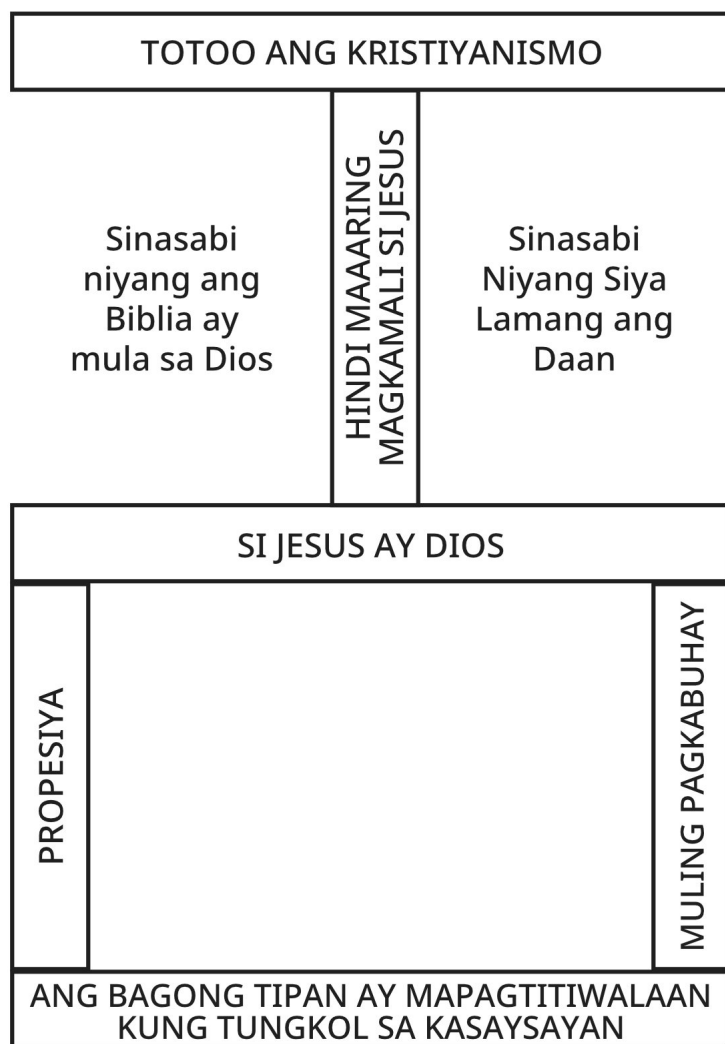 TOTOO ANG KRISTIYANISMO
Sinasabi
niyang ang
Biblia ay
mula sa Dios
HINDI MAAARING
MAGKAMALI SI JESUS
Sinasabi
Niyang Siya
Lamang ang
Daan
SI JESUS AY DIOS
PROPESIYA
MULING PAGKABUHAY
ANG BAGONG TIPAN AY MAPAGTITIWALAAN
KUNG TUNGKOL SA KASAYSAYAN